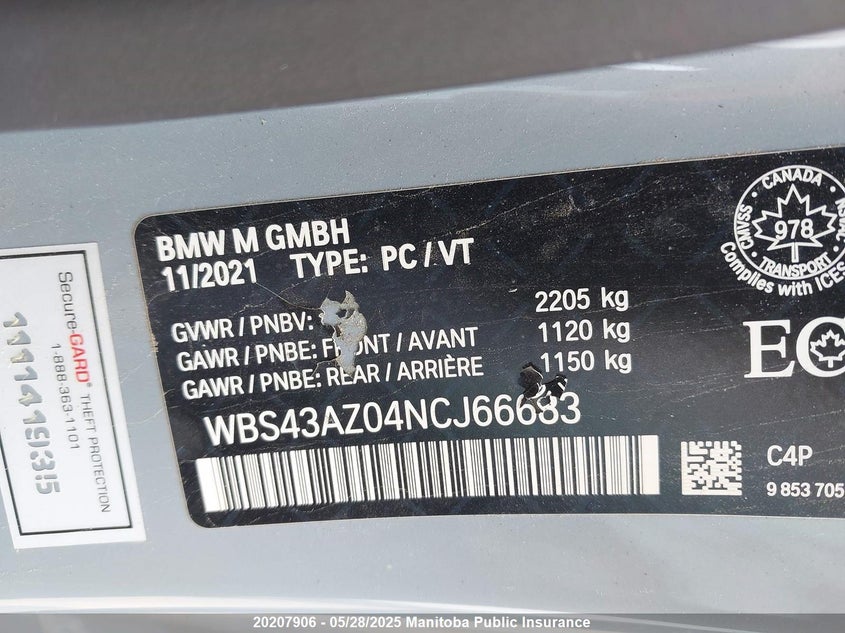 BMW M GMBH
11/2021 TYPE: PC / VT
GVWR / PNBV: 2205 kg
GAWR / PNBE: FRONT / AVANT 1120 kg
GAWR / PNBE: REAR / ARRIÈRE 1150 kg
WBS43AZ04NCJ66683
CANADA
978
TRANSPORT
Complies with ICES
EC
C4P
9 853 705
Secure-GARD THEFT PROTECTION
1-888-363-1101
11141935
20207906 - 05/28/2025 Manitoba Public Insurance